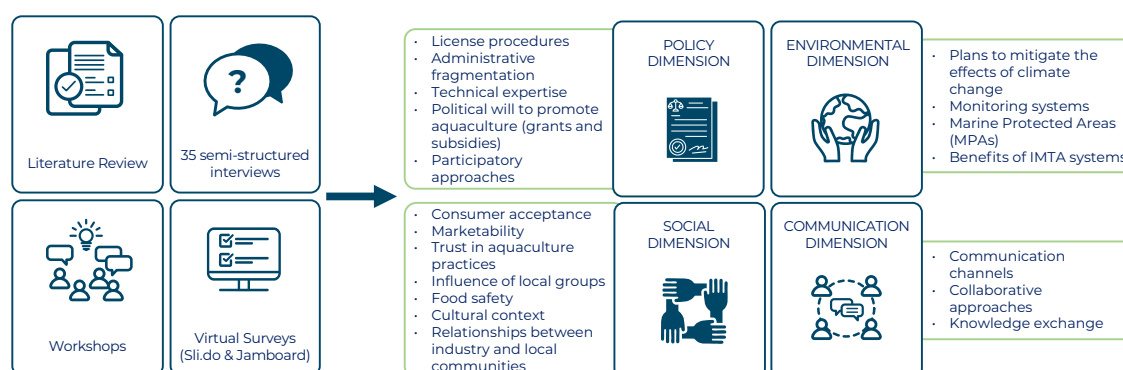 Literature Review
35 semi-structured
interviews
Workshops
Virtual Surveys
(Sli.do & Jamboard)
• License procedures
• Administrative
fragmentation
• Technical expertise
• Political will to promote
aquaculture (grants and
subsidies)
• Participatory
approaches
POLICY
DIMENSION
ENVIRONMENTAL
DIMENSION
• Plans to mitigate the
effects of climate
change
• Monitoring systems
• Marine Protected Areas
(MPAs)
• Benefits of IMTA systems
• Consumer acceptance
• Marketability
• Trust in aquaculture
practices
• Influence of local groups
• Food safety
• Cultural context
• Relationships between
industry and local
communities
SOCIAL
DIMENSION
COMMUNICATION
DIMENSION
• Communication
channels
• Collaborative
approaches
• Knowledge exchange
?